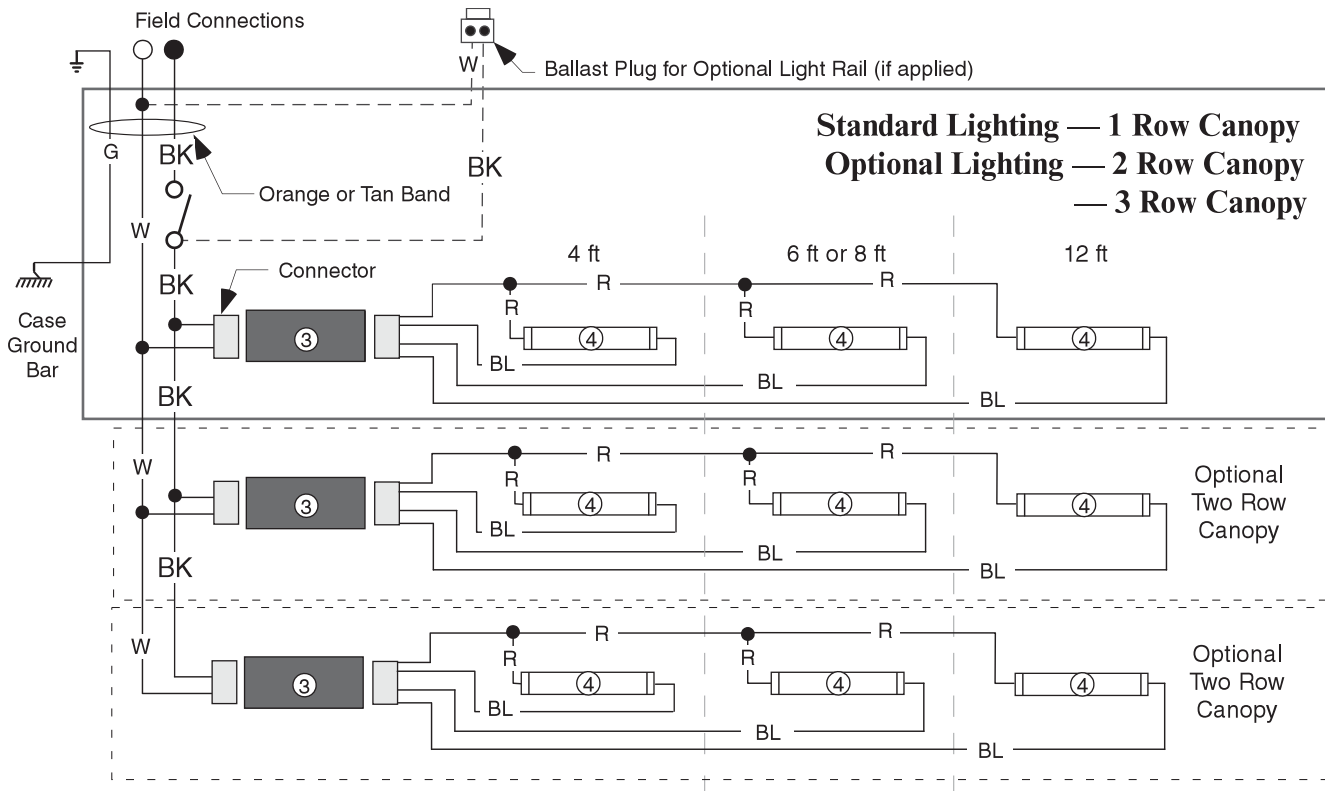 Field Connections
W
Ballast Plug for Optional Light Rail (if applied)
Standard Lighting — 1 Row Canopy
Optional Lighting — 2 Row Canopy
— 3 Row Canopy
G
BK
BK
Orange or Tan Band
W
4 ft
6 ft or 8 ft
12 ft
Connector
BK
R
R
R
R
Case
Ground
Bar
3
4
4
4
BL
BL
BL
BK
W
R
R
R
R
Optional
Two Row
Canopy
3
4
4
4
BL
BL
BL
BK
W
R
R
R
R
Optional
Two Row
Canopy
3
4
4
4
BL
BL
BL